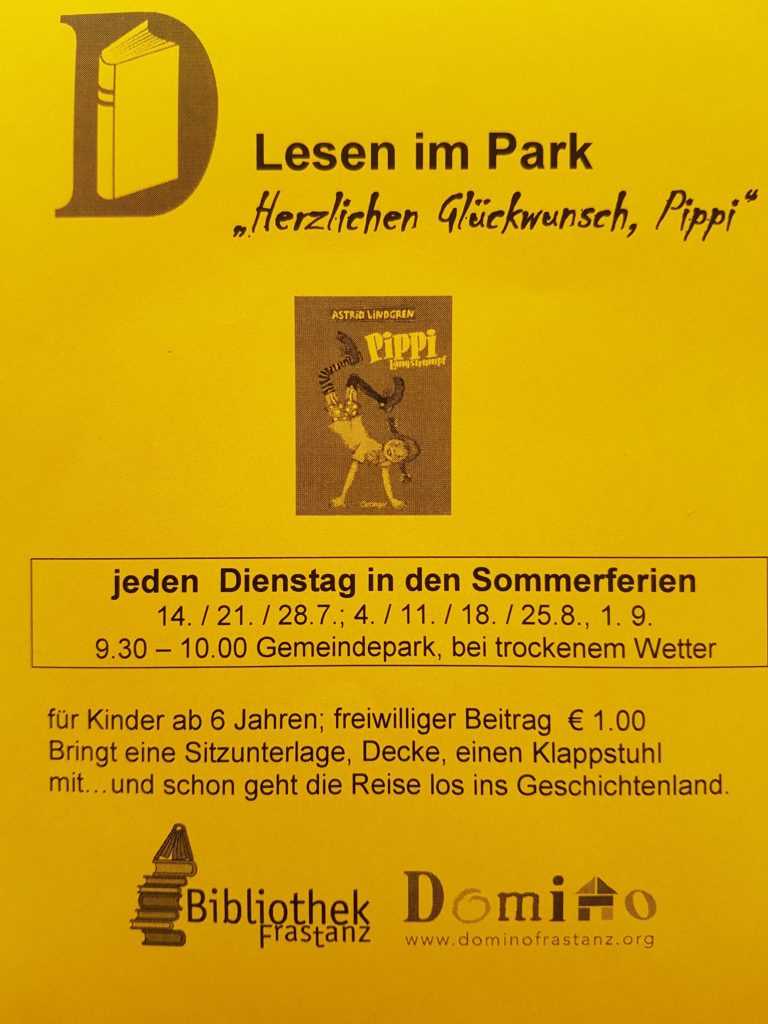 D
Lesen im Park
„Herzlichen Glückwunsch, Pippi“
ASTRID LINDGREN
Pippi
Langstrumpf
Oetinger
jeden Dienstag in den Sommerferien
14. / 21. / 28.7.; 4. / 11. / 18. / 25.8., 1. 9.
9.30 – 10.00 Gemeindepark, bei trockenem Wetter
für Kinder ab 6 Jahren; freiwilliger Beitrag € 1.00
Bringt eine Sitzunterlage, Decke, einen Klappstuhl
mit…und schon geht die Reise los ins Geschichtenland.
Bibliothek
Frastanz
Domino
www.dominofrastanz.org